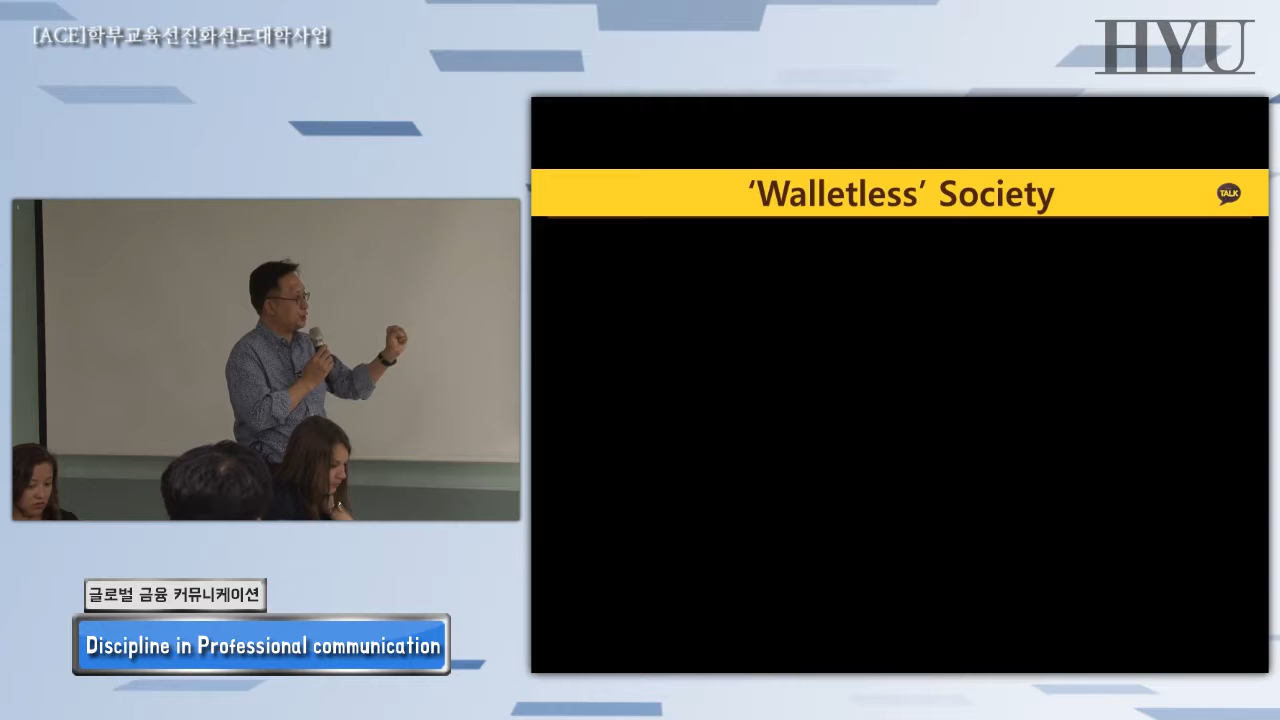 [ACE]학부교육선진화선도대학사업
HYU
‘Walletless’ Society
TALK
글로벌 금융 커뮤니케이션
Discipline in Professional communication